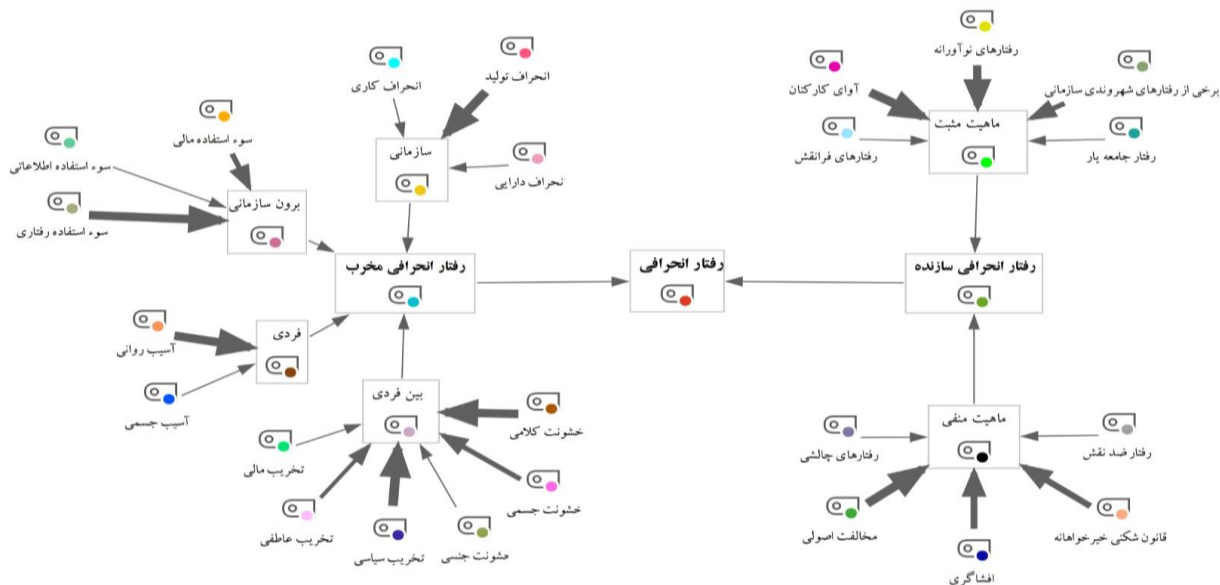 رفتارهای نوآورانه
آوای کارکنان
برخی از رفتارهای شهروندی سازمانی
ماهیت مثبت
رفتارهای فرانقش
رفتار جامعه یار
رفتار انحرافی سازنده
رفتار انحرافی
رفتار انحرافی مخرب
ماهیت منفی
رفتار ضد نقش
رفتارهای چالشی
قانون شکنی خیرخواهانه
مخالفت اصولی
افشاگری
انحراف تولید
انحراف کاری
سازمانی
انحراف دارایی
سوء استفاده مالی
سوء استفاده اطلاعاتی
برون سازمانی
سوء استفاده رفتاری
فردی
آسیب روانی
آسیب جسمی
بین فردی
خشونت کلامی
تخریب مالی
خشونت جسمی
تخریب عاطفی
تخریب سیاسی
خشونت جنسی